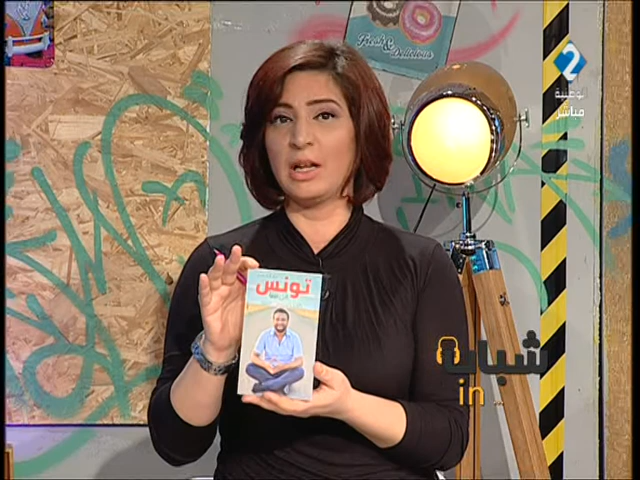 Fresh &
Delicious
2
الوطنية
مباشر
تونس
شباب
in ..